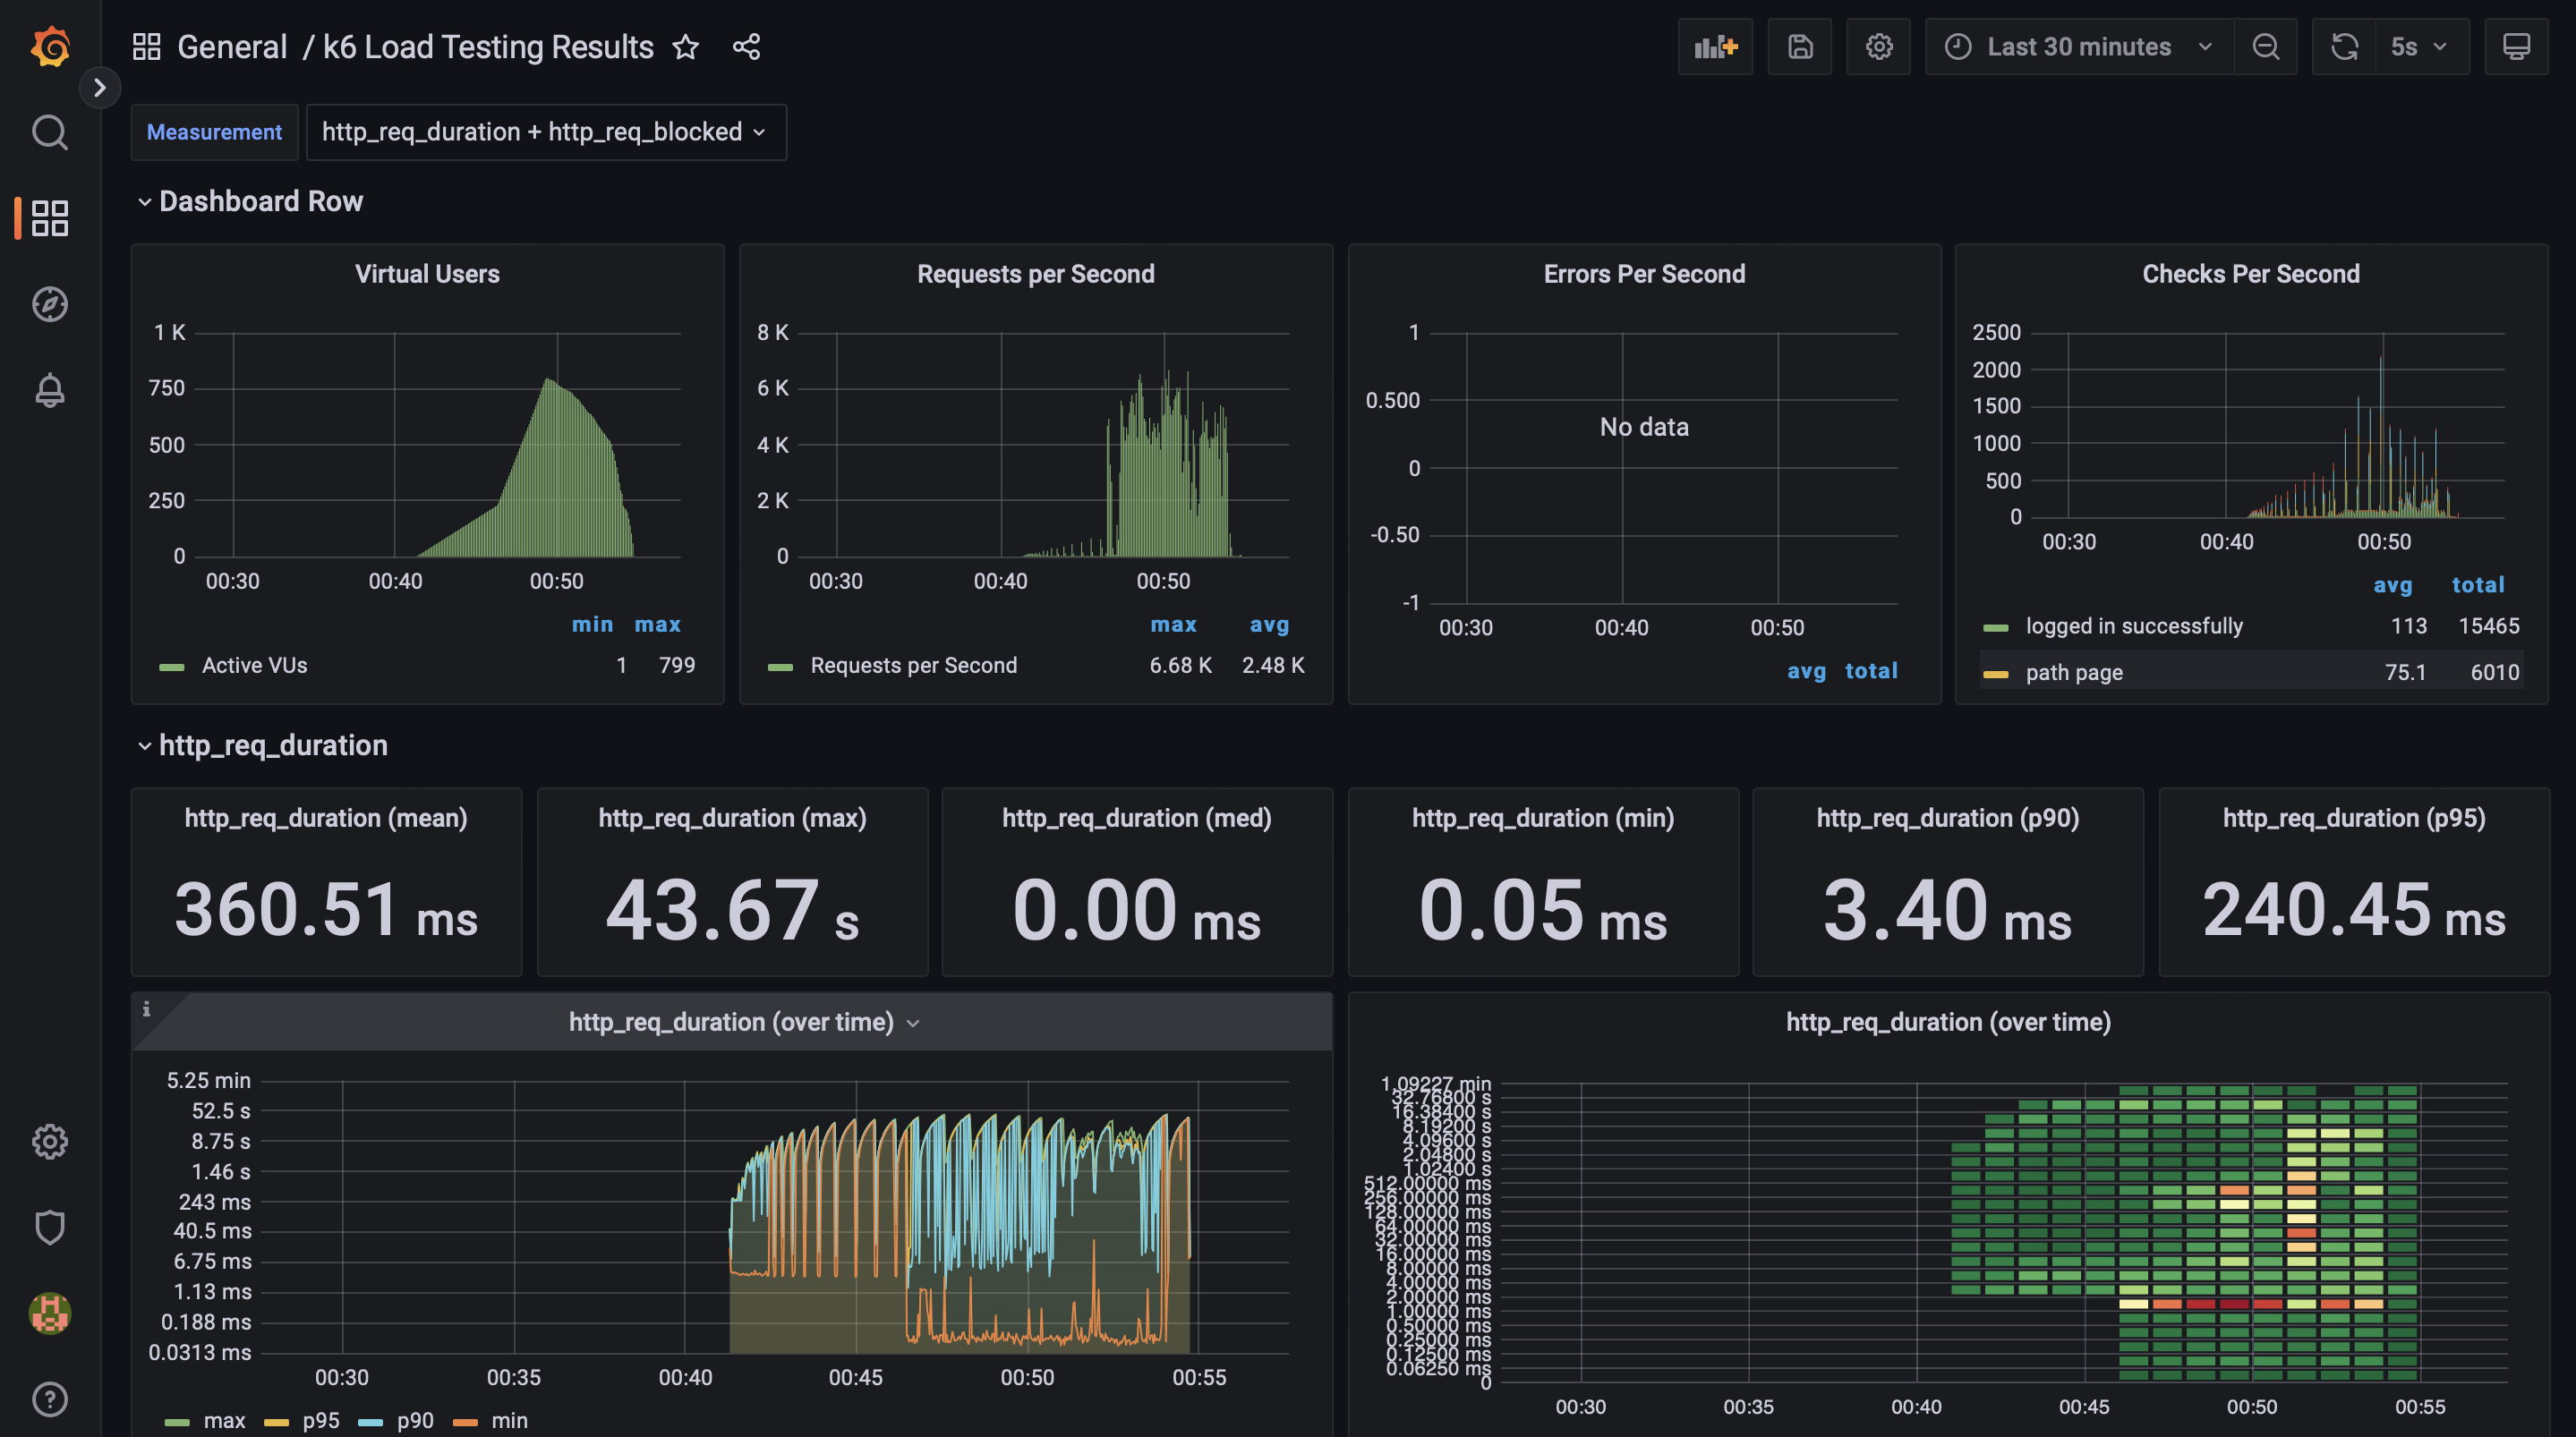 General / k6 Load Testing Results
Last 30 minutes
5s
Measurement
http_req_duration + http_req_blocked
Dashboard Row
Virtual Users
1 K
750
500
250
0
00:30 00:40 00:50
min max
Active VUs 1 799
Requests per Second
8 K
6 K
4 K
2 K
0
00:30 00:40 00:50
max avg
Requests per Second 6.68 K 2.48 K
Errors Per Second
1
0.500
0
-0.50
-1
No data
00:30 00:40 00:50
avg total
Checks Per Second
2500
2000
1500
1000
500
0
00:30 00:40 00:50
avg total
logged in successfully 113 15465
path page 75.1 6010
http_req_duration
http_req_duration (mean)
360.51 ms
http_req_duration (max)
43.67 s
http_req_duration (med)
0.00 ms
http_req_duration (min)
0.05 ms
http_req_duration (p90)
3.40 ms
http_req_duration (p95)
240.45 ms
i
http_req_duration (over time)
5.25 min
52.5 s
8.75 s
1.46 s
243 ms
40.5 ms
6.75 ms
1.13 ms
0.188 ms
0.0313 ms
00:30 00:35 00:40 00:45 00:50 00:55
max p95 p90 min
http_req_duration (over time)
1.09227 min
32.76800 s
16.38400 s
8.19200 s
4.09600 s
2.04800 s
1.02400 s
512.00000 ms
256.00000 ms
128.00000 ms
64.00000 ms
32.00000 ms
16.00000 ms
8.00000 ms
4.00000 ms
2.00000 ms
1.00000 ms
0.50000 ms
0.25000 ms
0.12500 ms
0.06250 ms
0
00:30 00:35 00:40 00:45 00:50 00:55